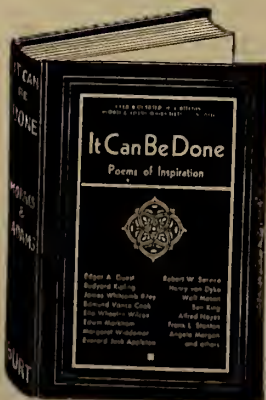 IT CAN
BE
DONE
MORRIS
&
ADAMS
BURT
It Can Be Done
Poems of Inspiration
Edgar A. Guest
Rudyard Kipling
James Whitcomb Riley
Edmund Vance Cook
Ella Wheeler Wilcox
Edwin Markham
Margaret Widdemer
Everard Jack Appleton
Robert W. Service
Henry van Dyke
Walt Mason
Ben King
Alfred Noyes
Frank L. Stanton
Angela Morgan
and others